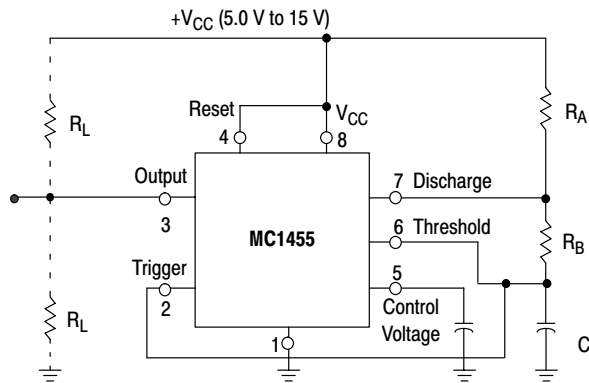 +VCC (5.0 V to 15 V)
Reset
VCC
RL
4
8
RA
Output
7 Discharge
3
6 Threshold
MC1455
RB
Trigger
5
2
Control
Voltage
RL
1
C